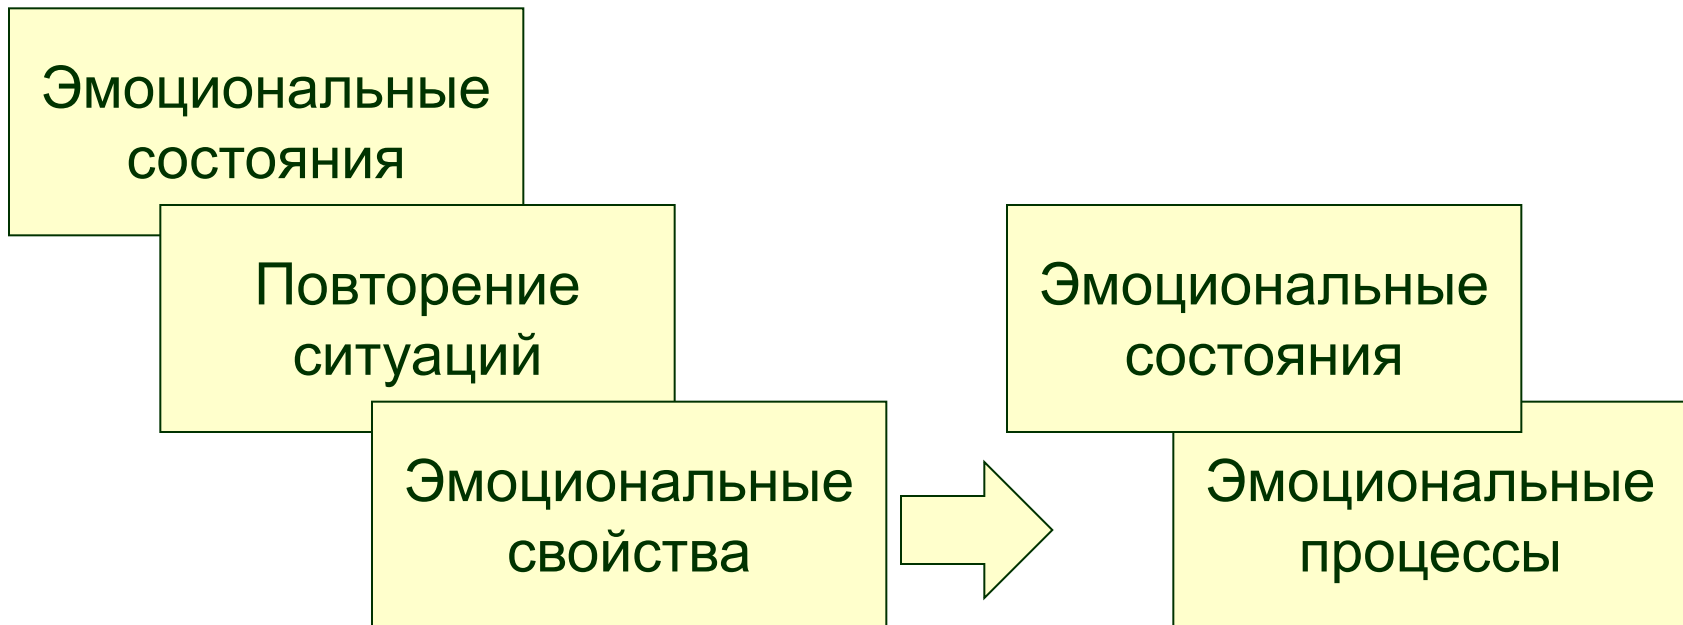 Эмоциональные
состояния
Повторение
ситуаций
Эмоциональные
свойства
Эмоциональные
состояния
Эмоциональные
процессы